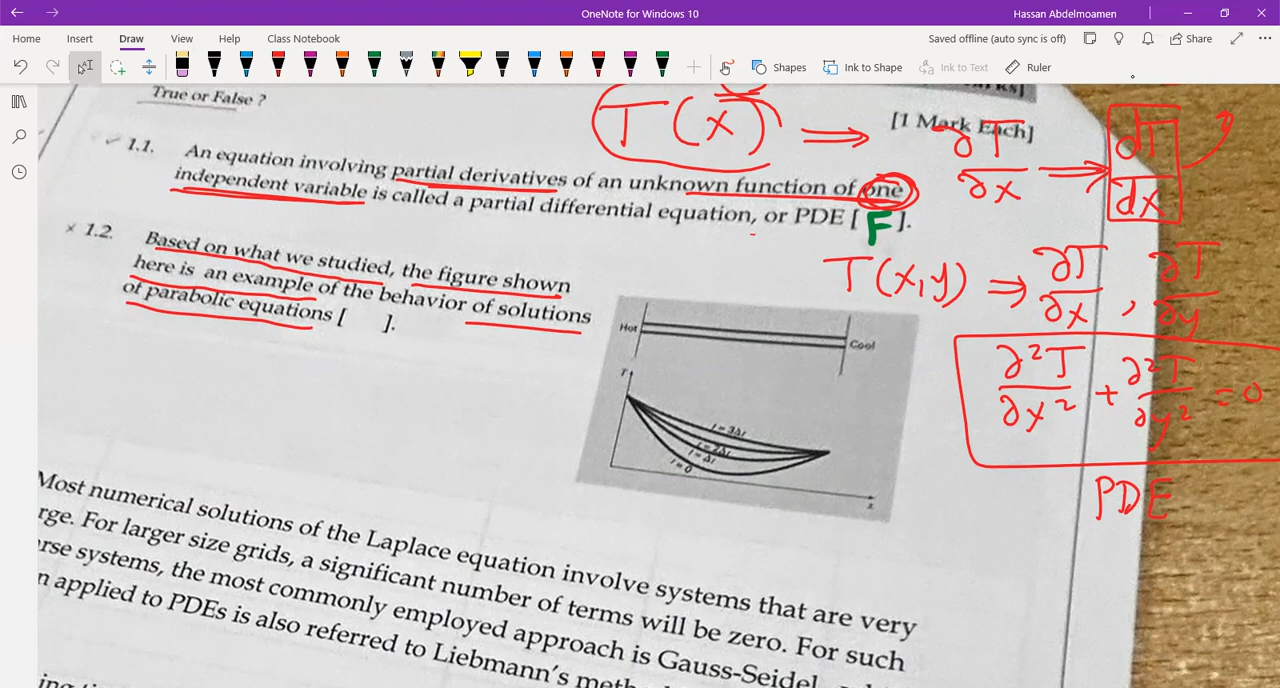 OneNote for Windows 10
Hassan Abdelmoamen
Home Insert Draw View Help Class Notebook
Saved offline (auto sync is off)
Share
Shapes
Ink to Shape
Ink to Text
Ruler
True or False ?
[1 Mark Each]
T(x) ⇒ ∂T/∂x → dT/dx
1.1. An equation involving partial derivatives of an unknown function of one
independent variable is called a partial differential equation, or PDE [ F ].
T(x,y) ⇒ ∂T/∂x , ∂T/∂y
× 1.2. Based on what we studied, the figure shown
here is an example of the behavior of solutions
of parabolic equations [ ].
∂²T/∂x² + ∂²T/∂y² = 0
PDE
Hot
Cool
T
t = 3Δt
t = 2Δt
t = Δt
t = 0
x
Most numerical solutions of the Laplace equation involve systems that are very
rge. For larger size grids, a significant number of terms will be zero. For such
rse systems, the most commonly employed approach is Gauss-Seidel,
n applied to PDEs is also referred to Liebmann's